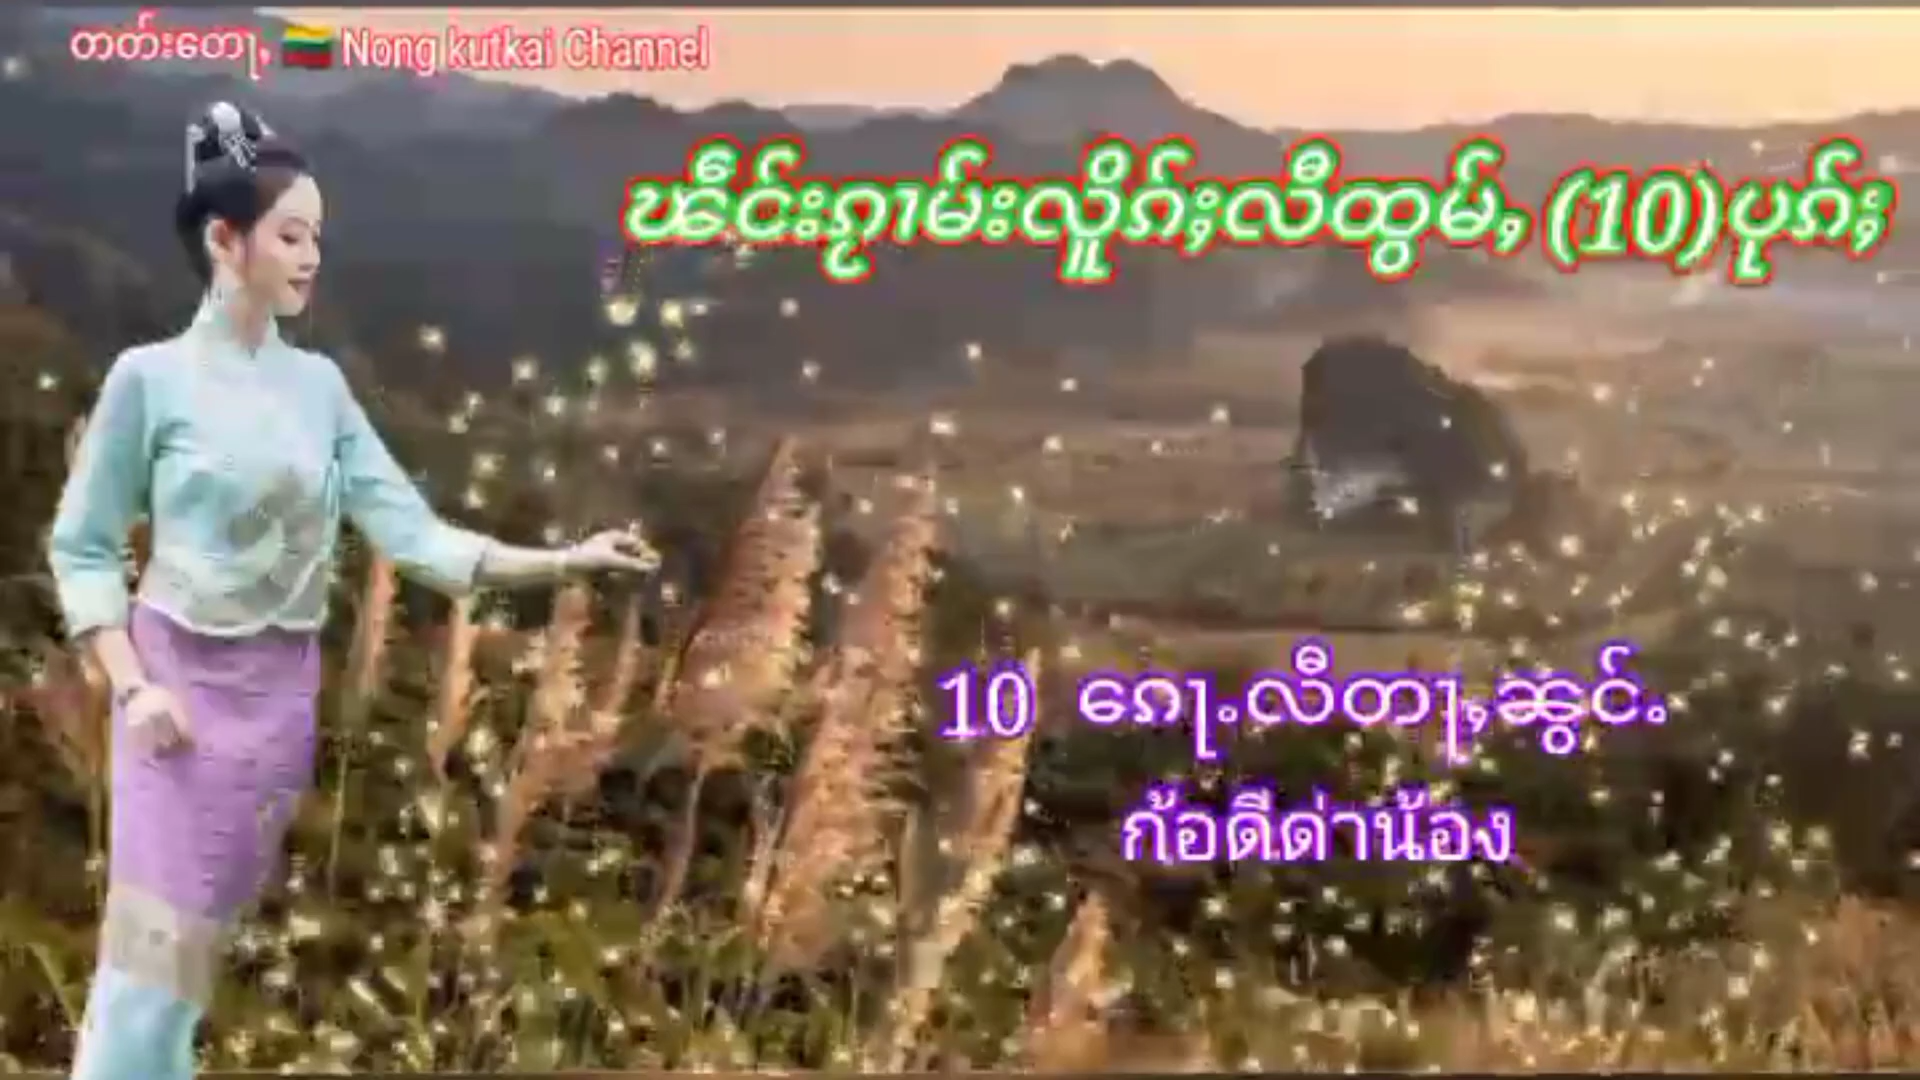 တတ်းတေႃႇ 🇱🇹 Nong kutkai Channel
ၽဵင်းၵႂၢမ်းလိူၵ်ႈလီထွမ်ႇ (10) ပုၵ်ႈ
10 ၵေႃႉလီတႃႇၼွင်ႉ
ก้อดีด่าน้อง